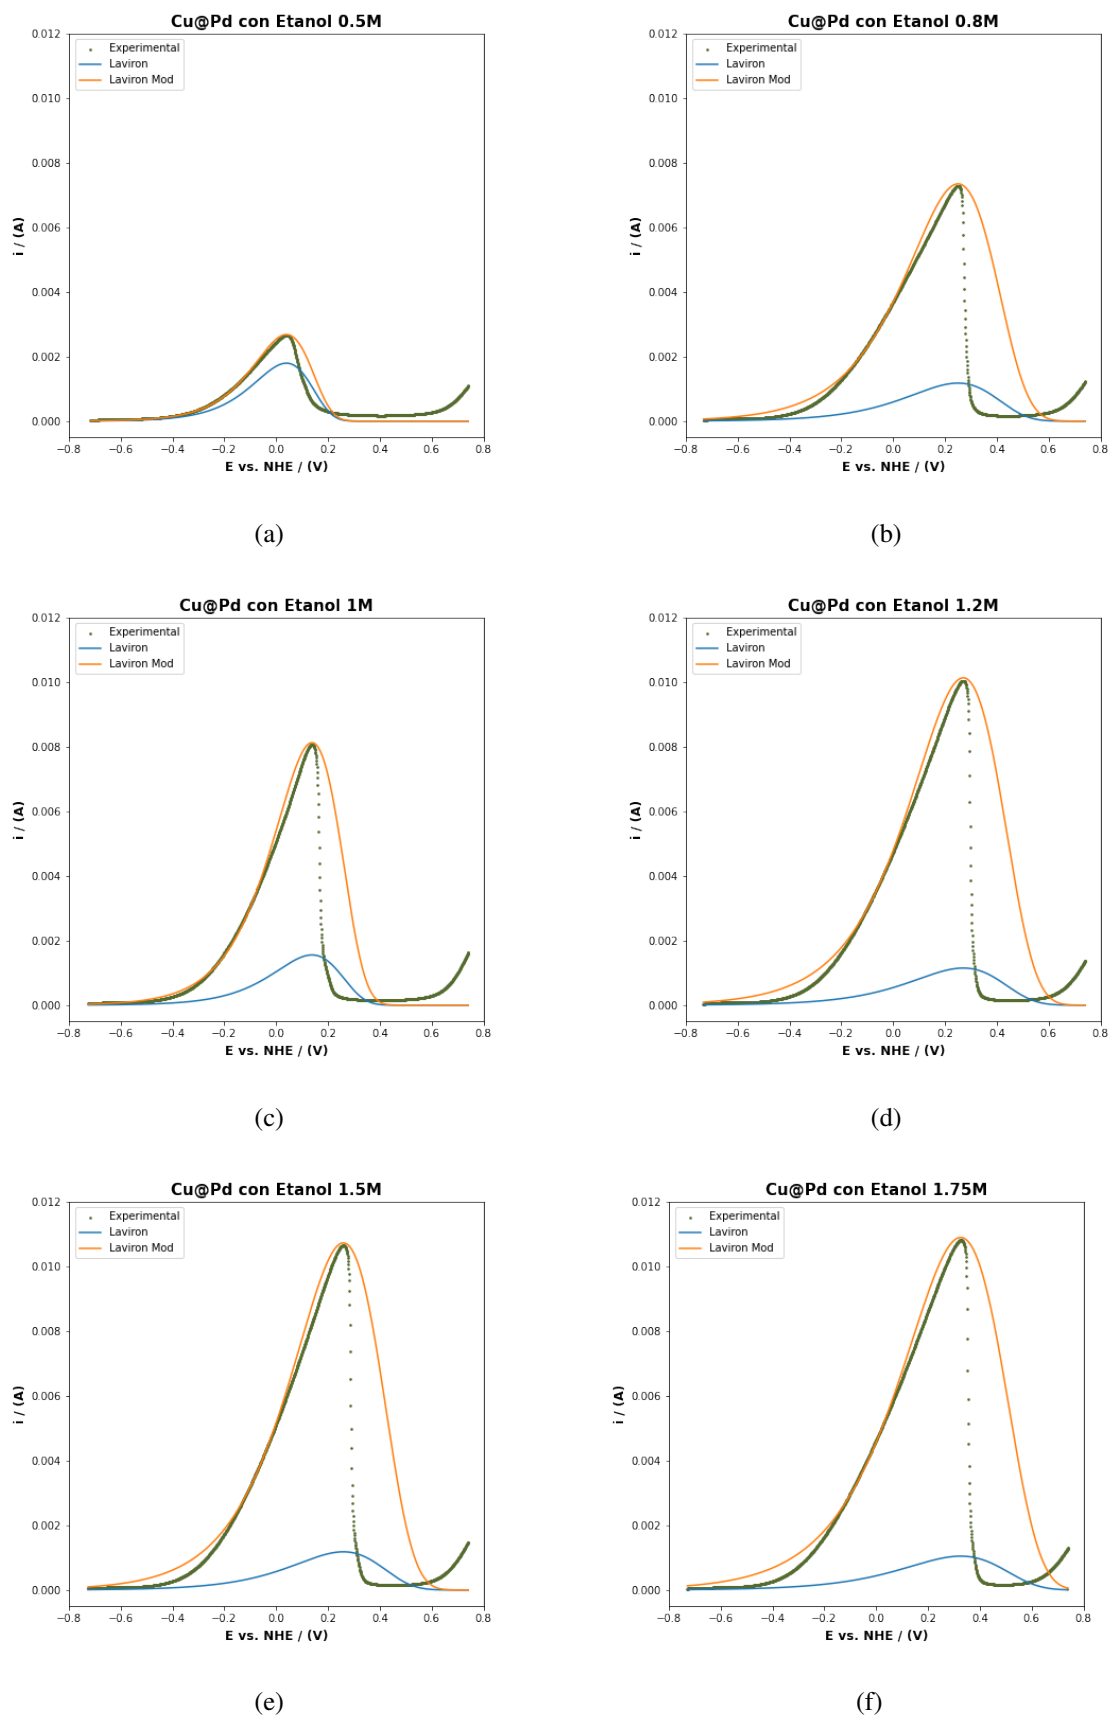 Cu@Pd con Etanol 0.5M
0.012
0.010
0.008
0.006
0.004
0.002
0.000
i / (A)
Experimental
Laviron
Laviron Mod
−0.8 −0.6 −0.4 −0.2 0.0 0.2 0.4 0.6 0.8
E vs. NHE / (V)
(a)
Cu@Pd con Etanol 0.8M
0.012
0.010
0.008
0.006
0.004
0.002
0.000
i / (A)
Experimental
Laviron
Laviron Mod
−0.8 −0.6 −0.4 −0.2 0.0 0.2 0.4 0.6 0.8
E vs. NHE / (V)
(b)
Cu@Pd con Etanol 1M
0.012
0.010
0.008
0.006
0.004
0.002
0.000
i / (A)
Experimental
Laviron
Laviron Mod
−0.8 −0.6 −0.4 −0.2 0.0 0.2 0.4 0.6 0.8
E vs. NHE / (V)
(c)
Cu@Pd con Etanol 1.2M
0.012
0.010
0.008
0.006
0.004
0.002
0.000
i / (A)
Experimental
Laviron
Laviron Mod
−0.8 −0.6 −0.4 −0.2 0.0 0.2 0.4 0.6 0.8
E vs. NHE / (V)
(d)
Cu@Pd con Etanol 1.5M
0.012
0.010
0.008
0.006
0.004
0.002
0.000
i / (A)
Experimental
Laviron
Laviron Mod
−0.8 −0.6 −0.4 −0.2 0.0 0.2 0.4 0.6 0.8
E vs. NHE / (V)
(e)
Cu@Pd con Etanol 1.75M
0.012
0.010
0.008
0.006
0.004
0.002
0.000
i / (A)
Experimental
Laviron
Laviron Mod
−0.8 −0.6 −0.4 −0.2 0.0 0.2 0.4 0.6 0.8
E vs. NHE / (V)
(f)